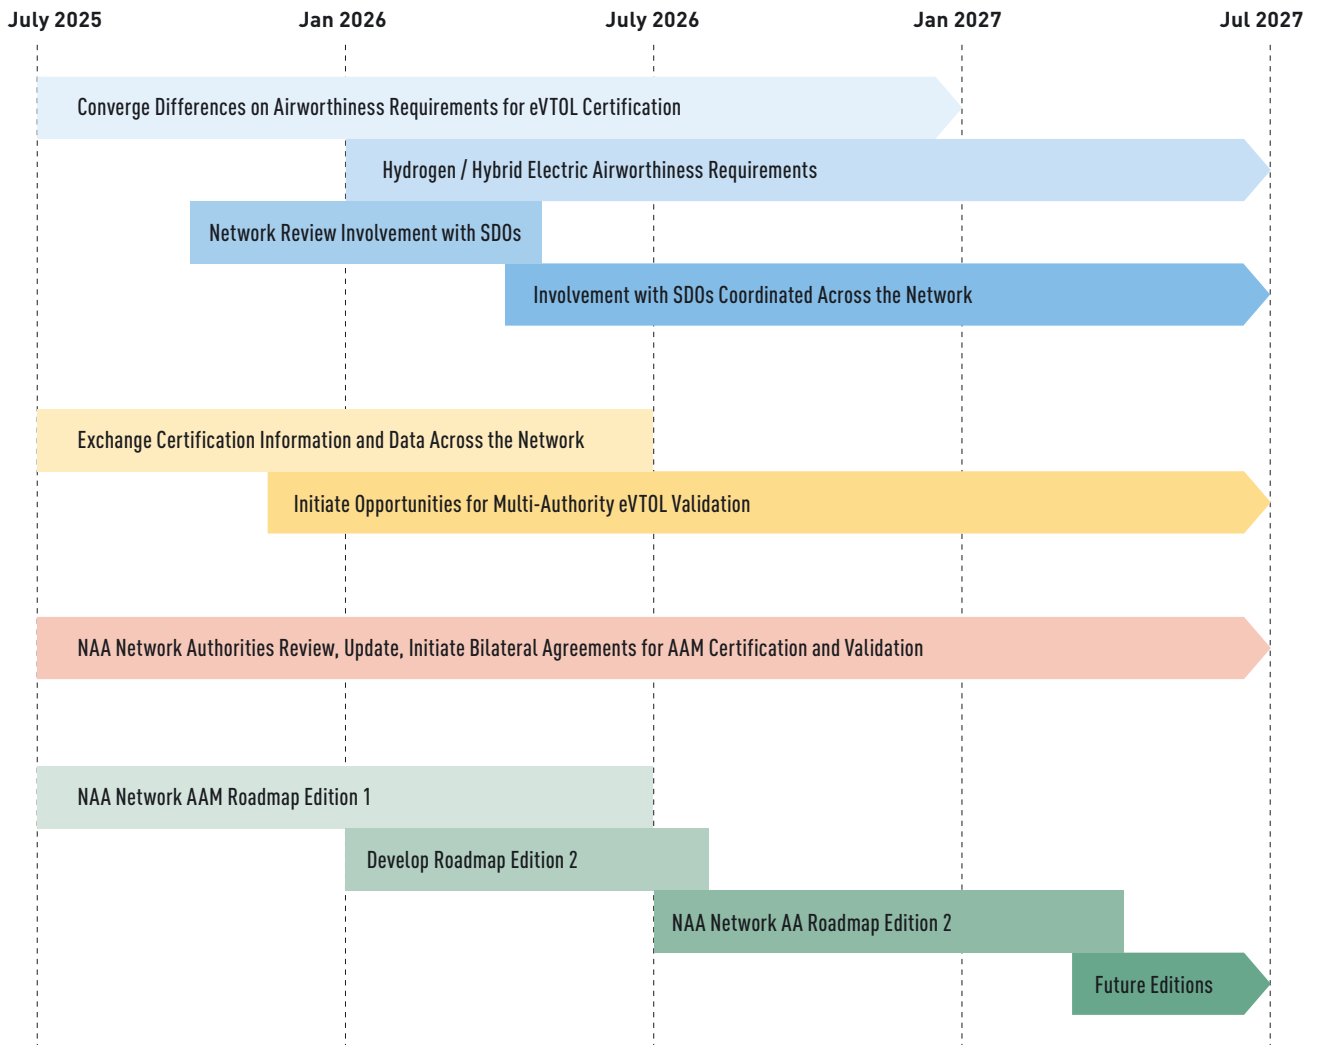 July 2025
Jan 2026
July 2026
Jan 2027
Jul 2027
Converge Differences on Airworthiness Requirements for eVTOL Certification
Hydrogen / Hybrid Electric Airworthiness Requirements
Network Review Involvement with SDOs
Involvement with SDOs Coordinated Across the Network
Exchange Certification Information and Data Across the Network
Initiate Opportunities for Multi-Authority eVTOL Validation
NAA Network Authorities Review, Update, Initiate Bilateral Agreements for AAM Certification and Validation
NAA Network AAM Roadmap Edition 1
Develop Roadmap Edition 2
NAA Network AA Roadmap Edition 2
Future Editions